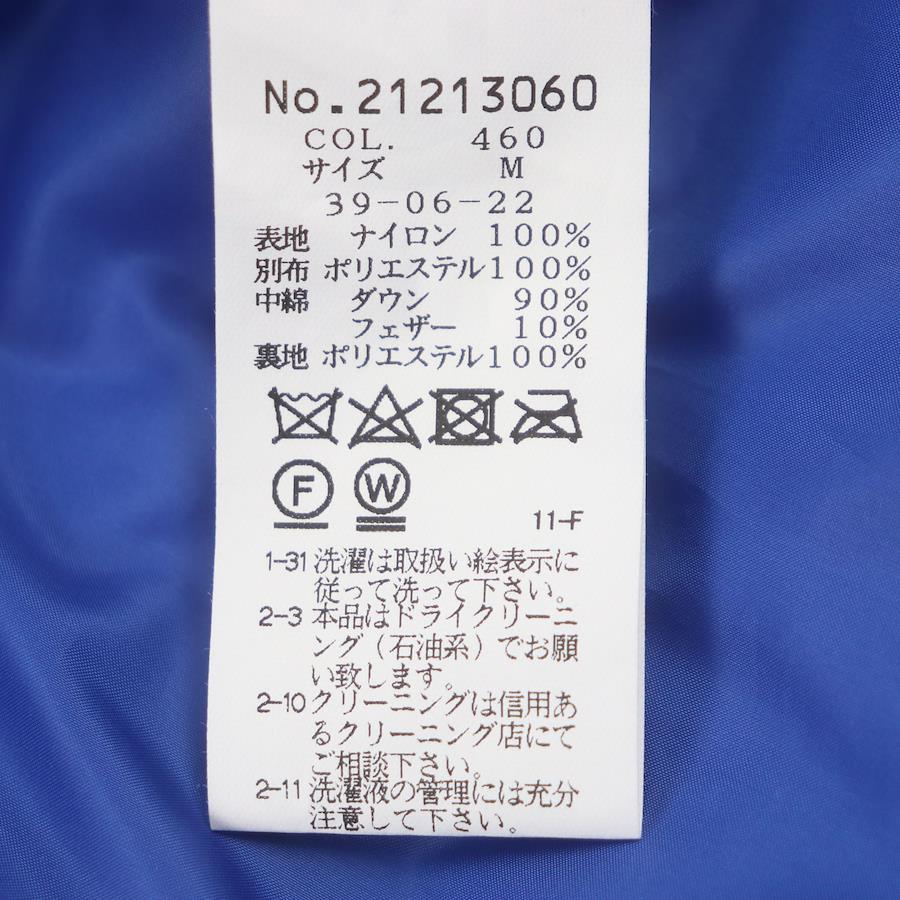 No.21213060
COL. 460
サイズ M
39-06-22
表地 ナイロン 100%
別布 ポリエステル100%
中綿 ダウン 90%
フェザー 10%
裏地 ポリエステル100%
F W
11-F
1-31 洗濯は取扱い絵表示に
従って洗って下さい。
2-3 本品はドライクリーニ
ング(石油系)でお願
い致します。
2-10 クリーニングは信用あ
るクリーニング店にて
ご相談下さい。
2-11 洗濯液の管理には充分
注意して下さい。